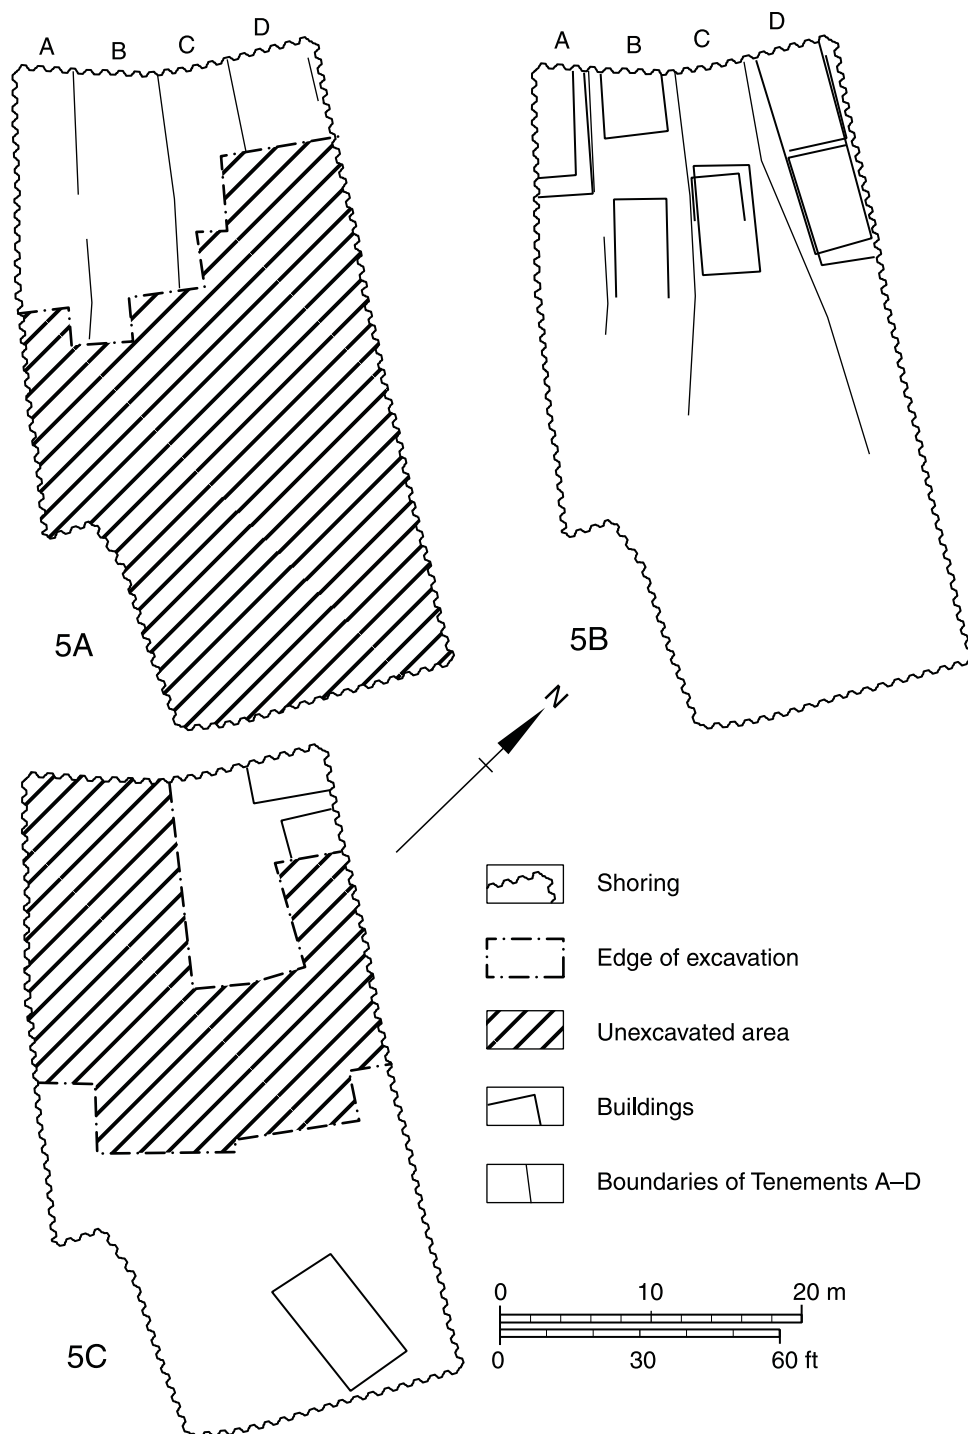 A B C D
A B C D
5A
5B
N
Shoring
Edge of excavation
Unexcavated area
Buildings
Boundaries of Tenements A–D
5C
0 10 20 m
0 30 60 ft